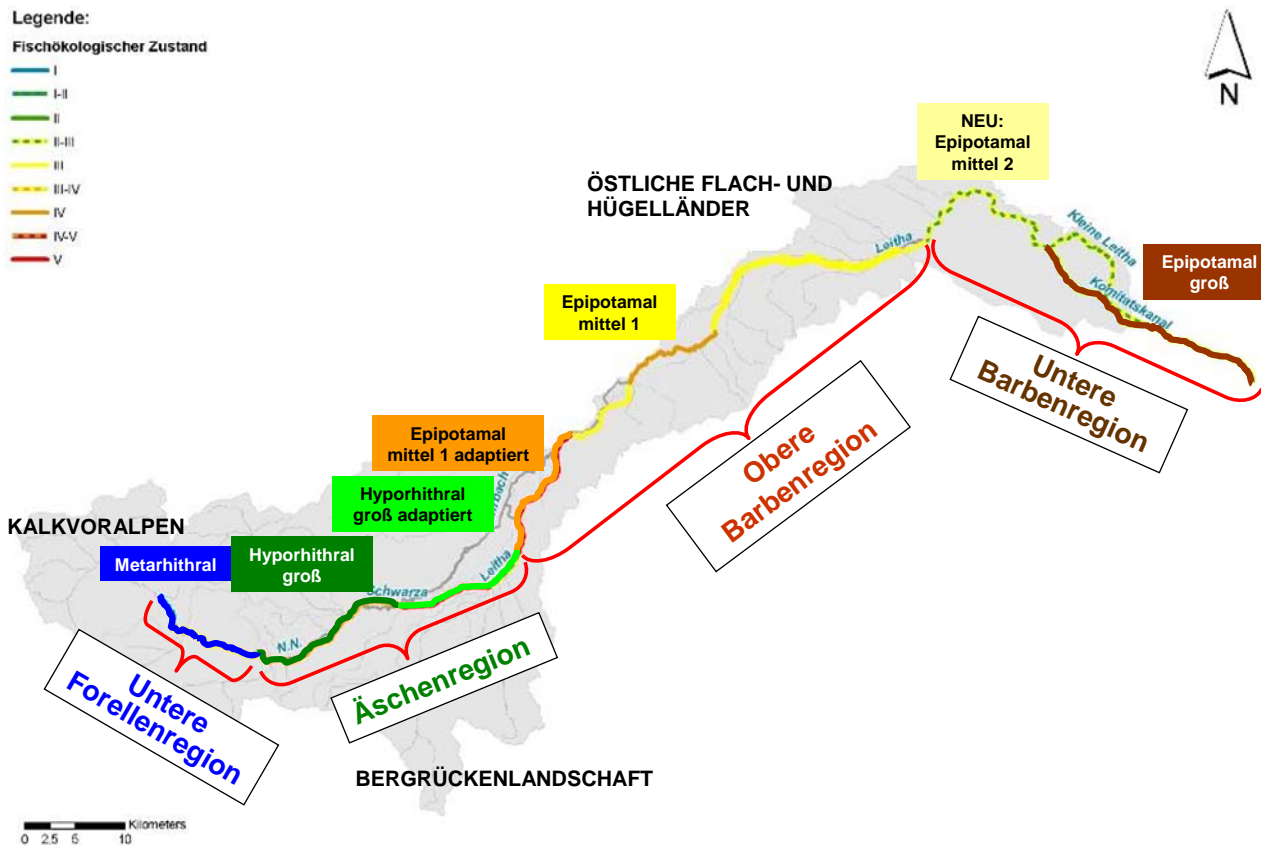 Legende:
Fischökologischer Zustand
I
I-II
II
II-III
III
III-IV
IV
IV-V
V
N
NEU:
Epipotamal
mittel 2
ÖSTLICHE FLACH- UND
HÜGELLÄNDER
Leitha
Kleine Leitha
Komitatskanal
Epipotamal
groß
Epipotamal
mittel 1
Untere
Barbenregion
Epipotamal
mittel 1 adaptiert
Obere
Barbenregion
Hyporhithral
groß adaptiert
KALKVORALPEN
Metarhithral
Hyporhithral
groß
Leitha
Schwarza
N.N.
Untere
Forellenregion
Äschenregion
BERGRÜCKENLANDSCHAFT
Kilometers
0 2,5 5 10